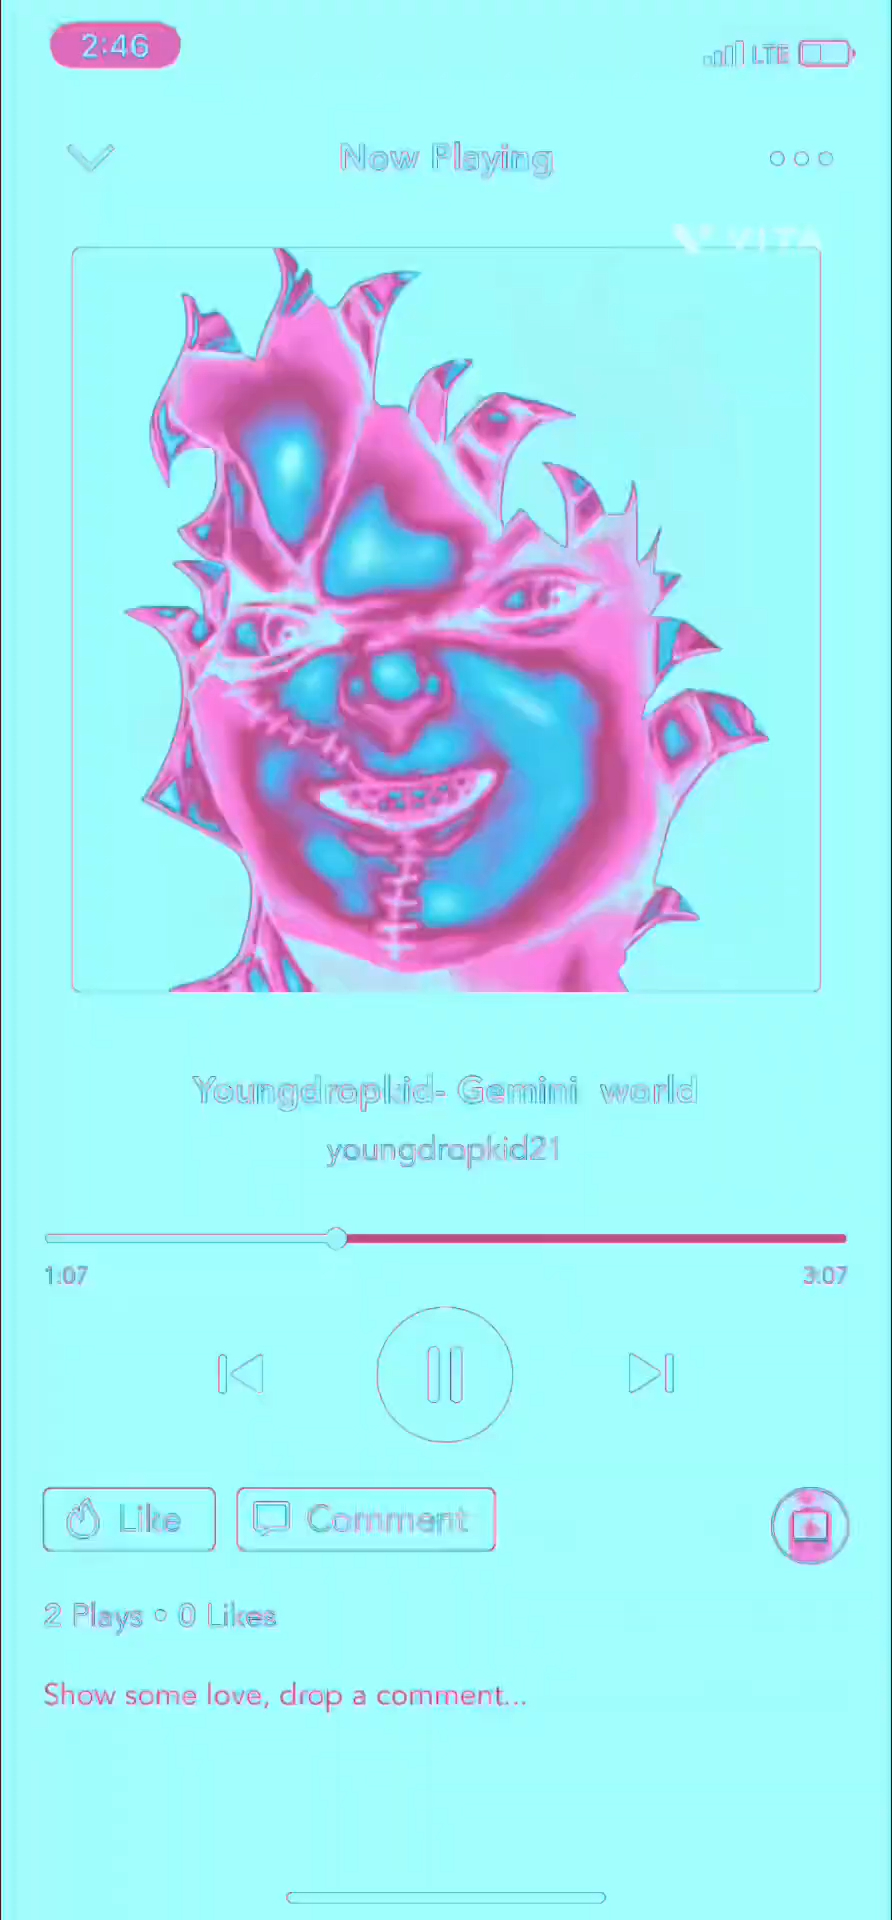 2:46
LTE
Now Playing
VITA
Youngdropkid- Gemini world
youngdropkid21
1:07
3:07
Like
Comment
2 Plays • 0 Likes
Show some love, drop a comment...